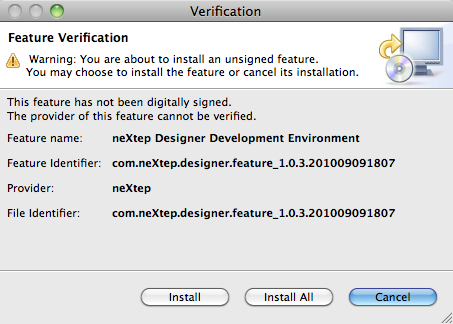 Verification
Feature Verification
Warning: You are about to install an unsigned feature.
You may choose to install the feature or cancel its installation.
This feature has not been digitally signed.
The provider of this feature cannot be verified.
Feature name: neXtep Designer Development Environment
Feature Identifier: com.neXtep.designer.feature_1.0.3.201009091807
Provider: neXtep
File Identifier: com.neXtep.designer.feature_1.0.3.201009091807
Install Install All Cancel